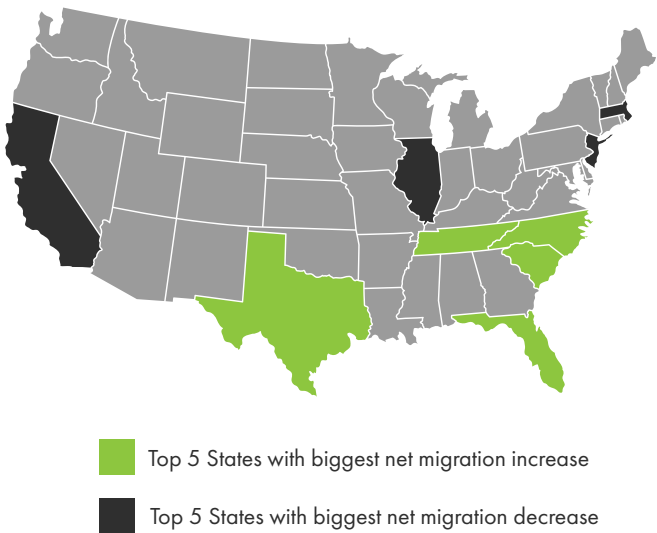 Top 5 States with biggest net migration increase
Top 5 States with biggest net migration decrease